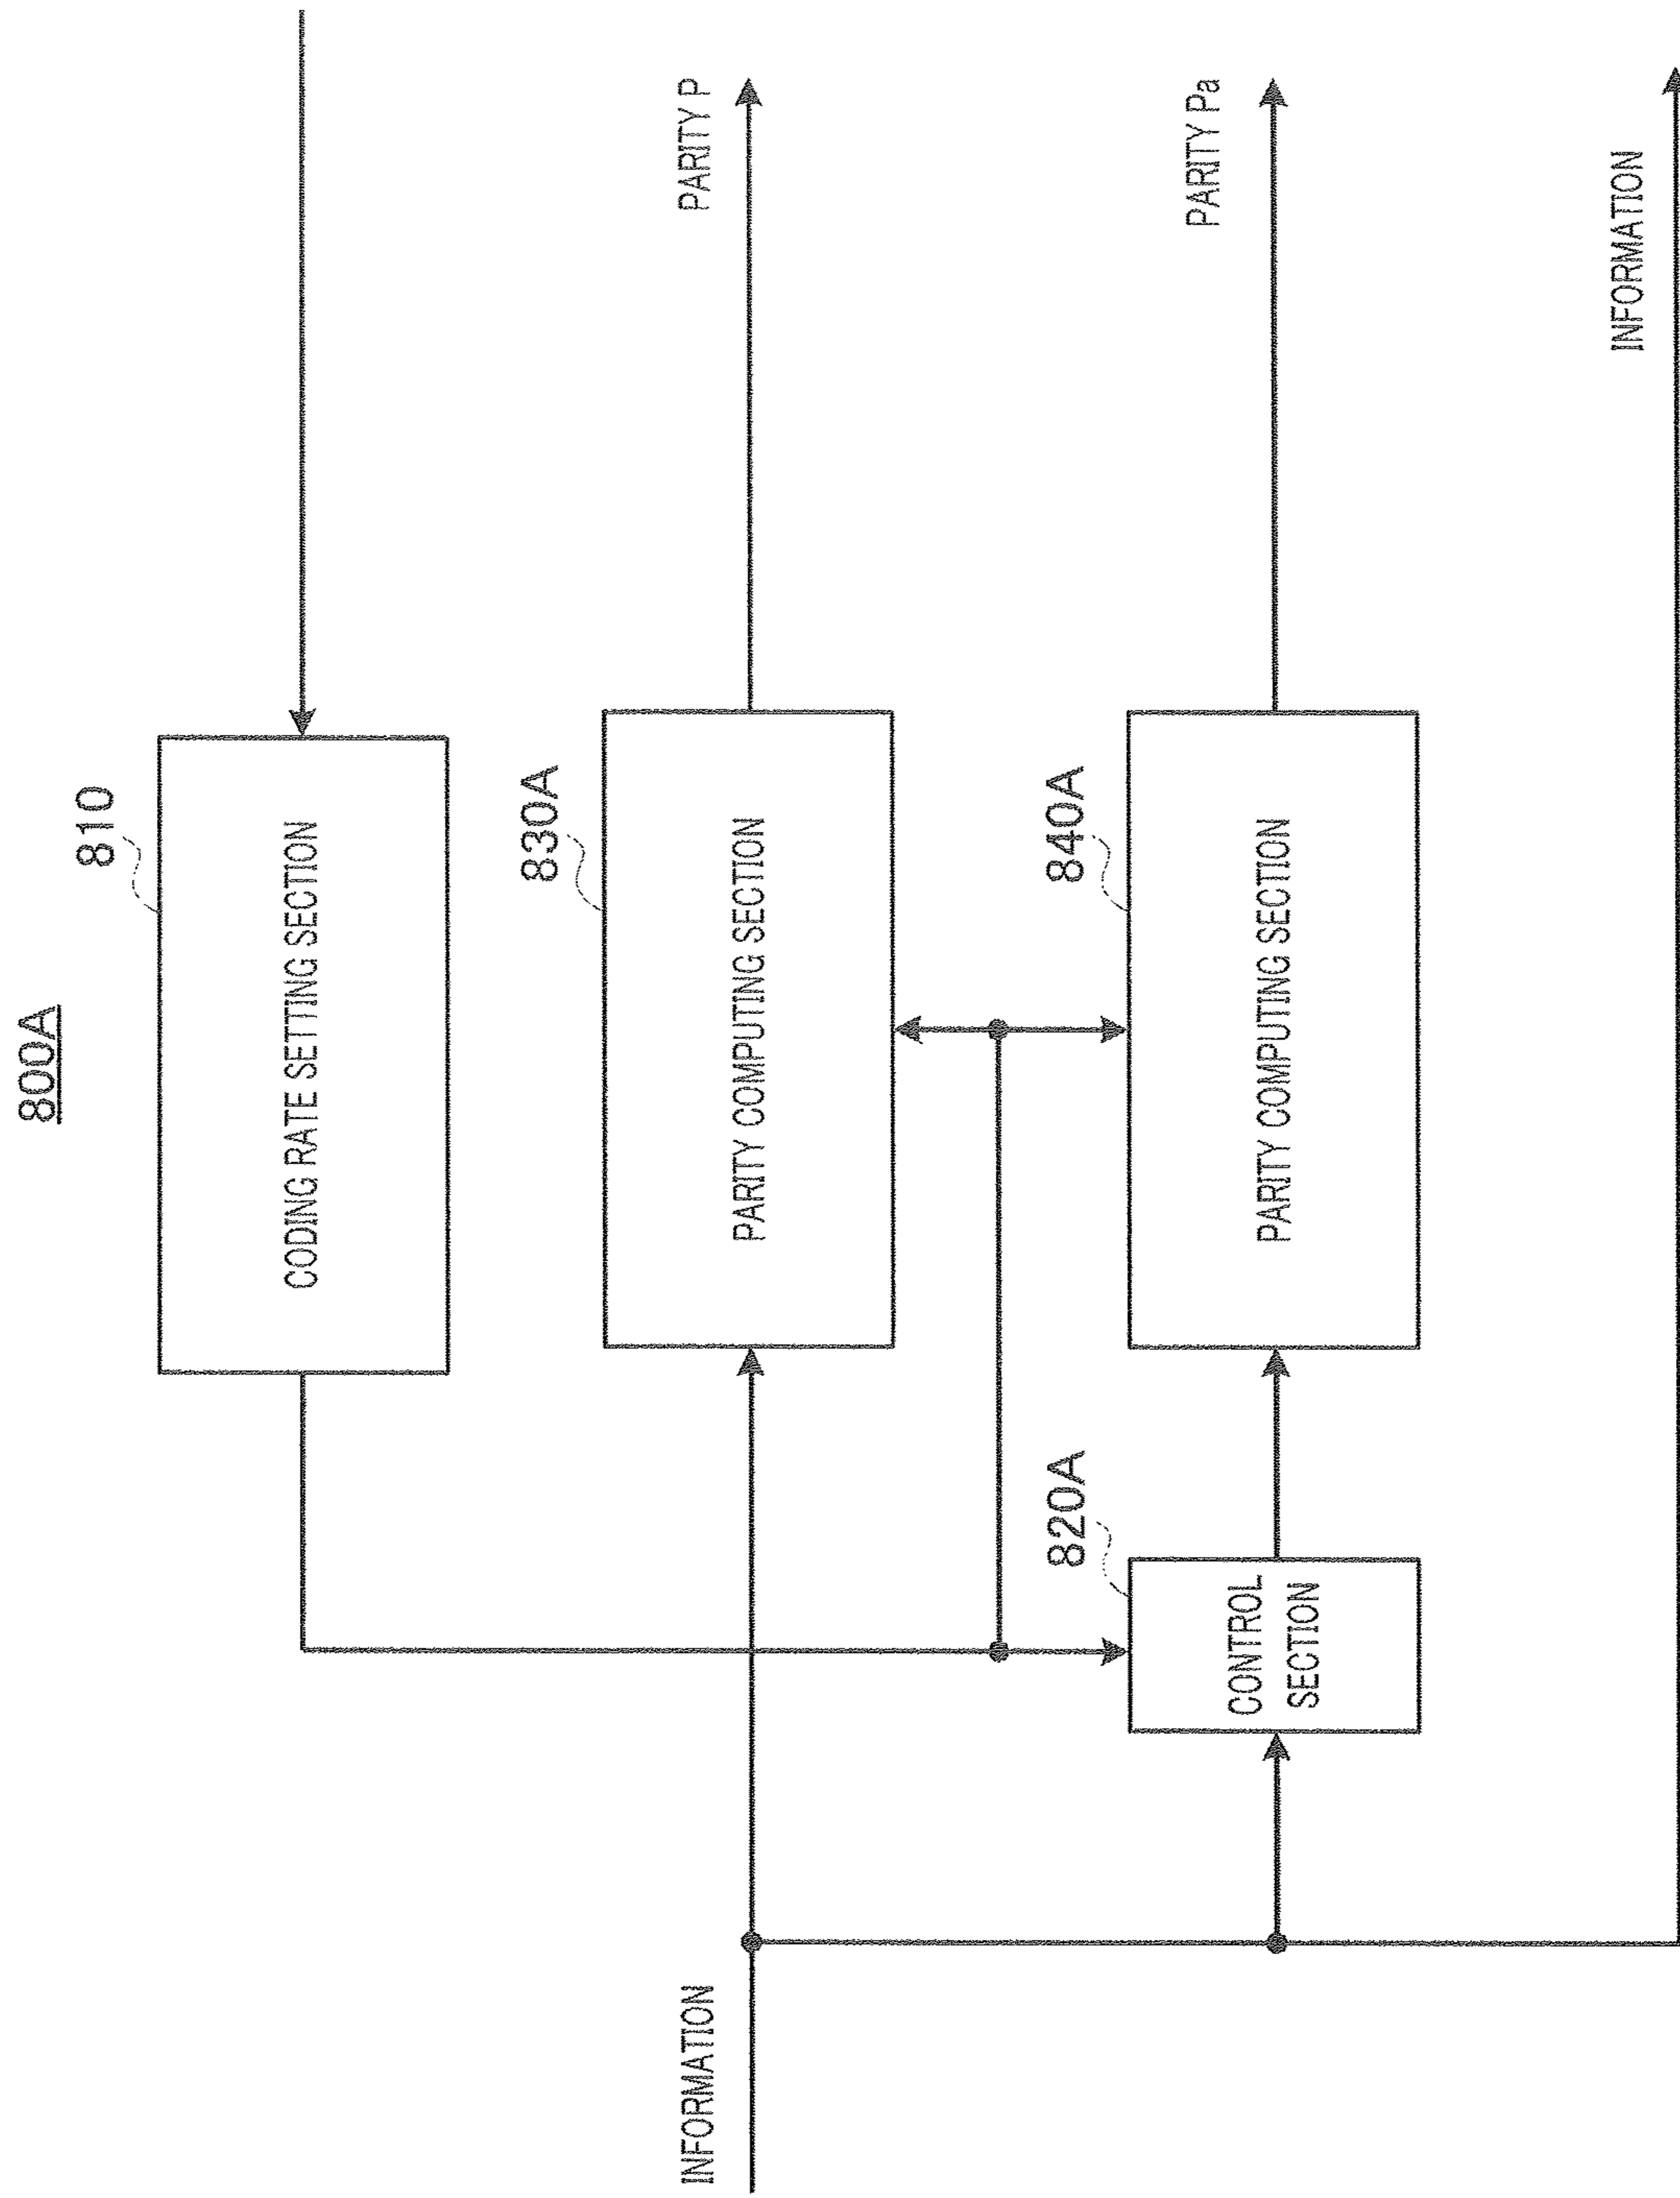 800A
810
CODING RATE SETTING SECTION
830A
INFORMATION
PARITY COMPUTING SECTION
PARITY P
820A
840A
CONTROL
SECTION
PARITY COMPUTING SECTION
PARITY Pa
INFORMATION